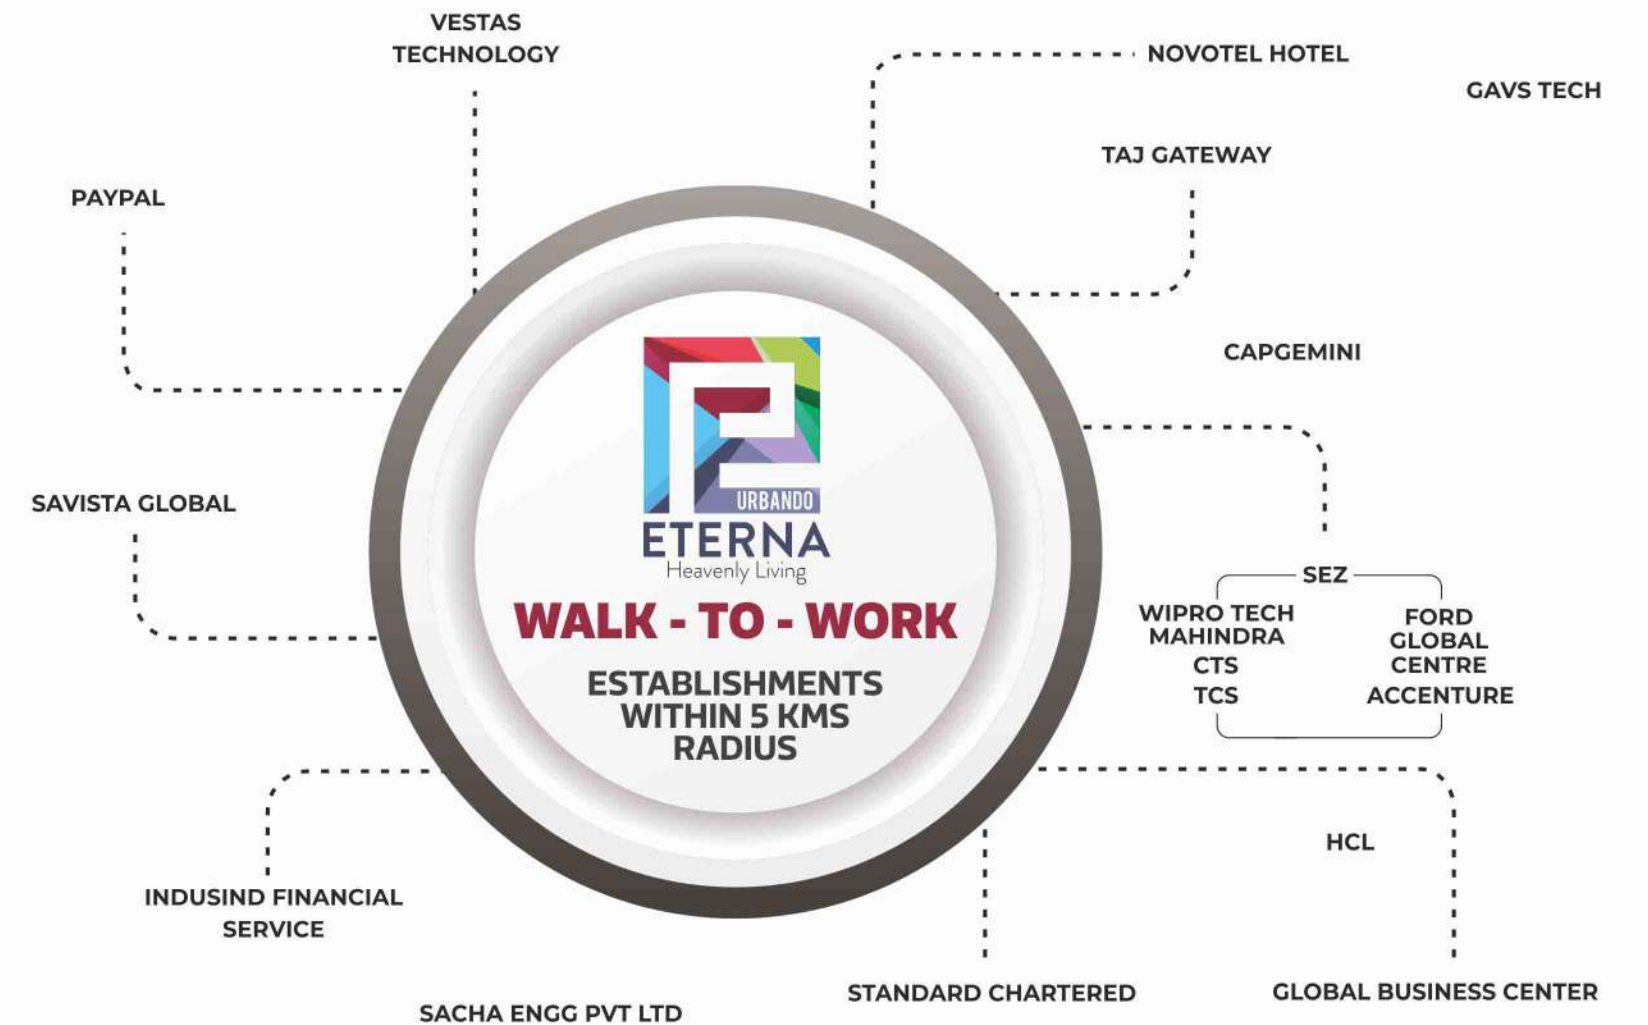 VESTAS
TECHNOLOGY
NOVOTEL HOTEL
GAVS TECH
TAJ GATEWAY
PAYPAL
CAPGEMINI
SAVISTA GLOBAL
URBANDO
ETERNA
Heavenly Living
WALK - TO - WORK
ESTABLISHMENTS
WITHIN 5 KMS
RADIUS
SEZ
WIPRO TECH
MAHINDRA
CTS
TCS
FORD
GLOBAL
CENTRE
ACCENTURE
HCL
INDUSIND FINANCIAL
SERVICE
STANDARD CHARTERED
GLOBAL BUSINESS CENTER
SACHA ENGG PVT LTD